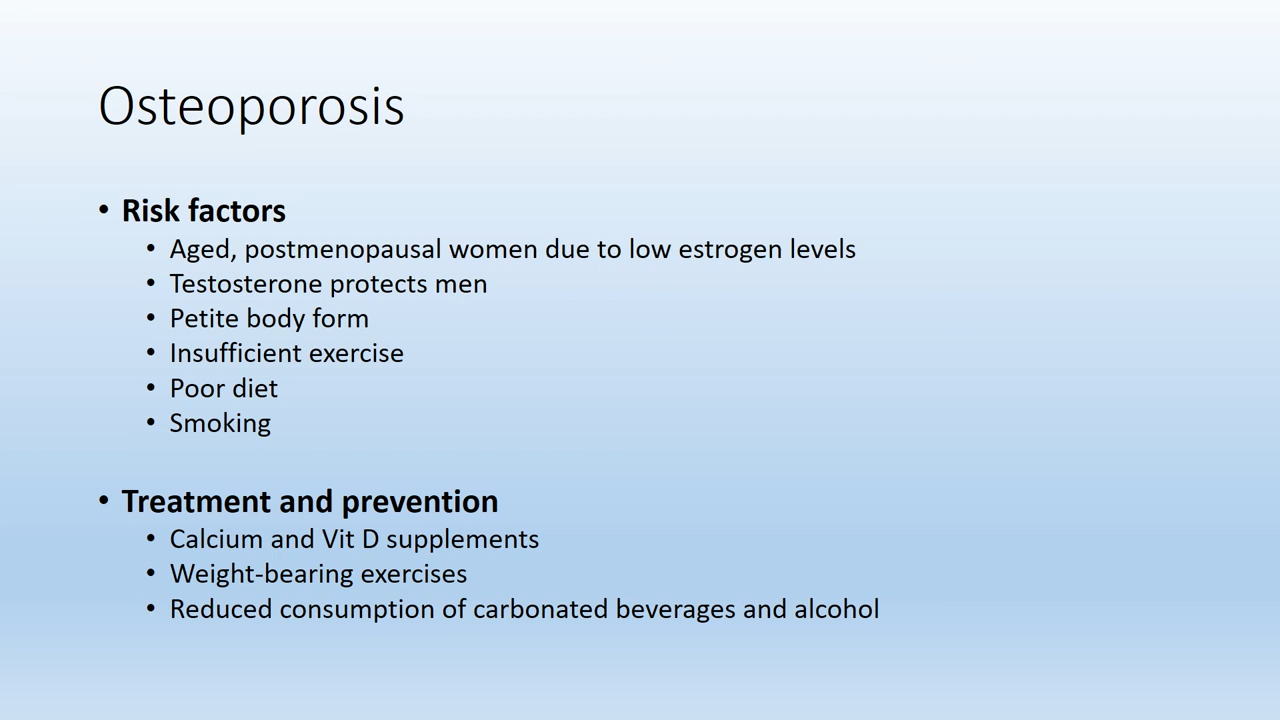 Osteoporosis
• Risk factors
• Aged, postmenopausal women due to low estrogen levels
• Testosterone protects men
• Petite body form
• Insufficient exercise
• Poor diet
• Smoking
• Treatment and prevention
• Calcium and Vit D supplements
• Weight-bearing exercises
• Reduced consumption of carbonated beverages and alcohol